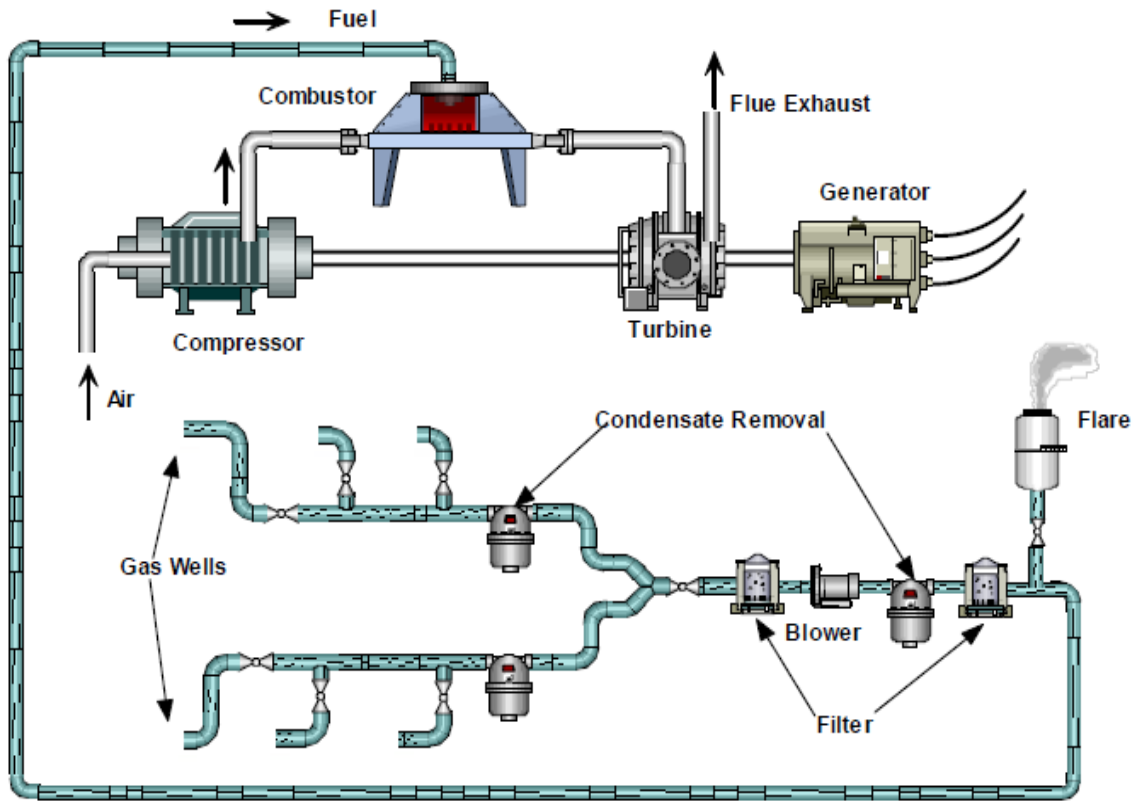 Fuel
Combustor
Flue Exhaust
Generator
Compressor
Turbine
Air
Condensate Removal
Flare
Gas Wells
Blower
Filter